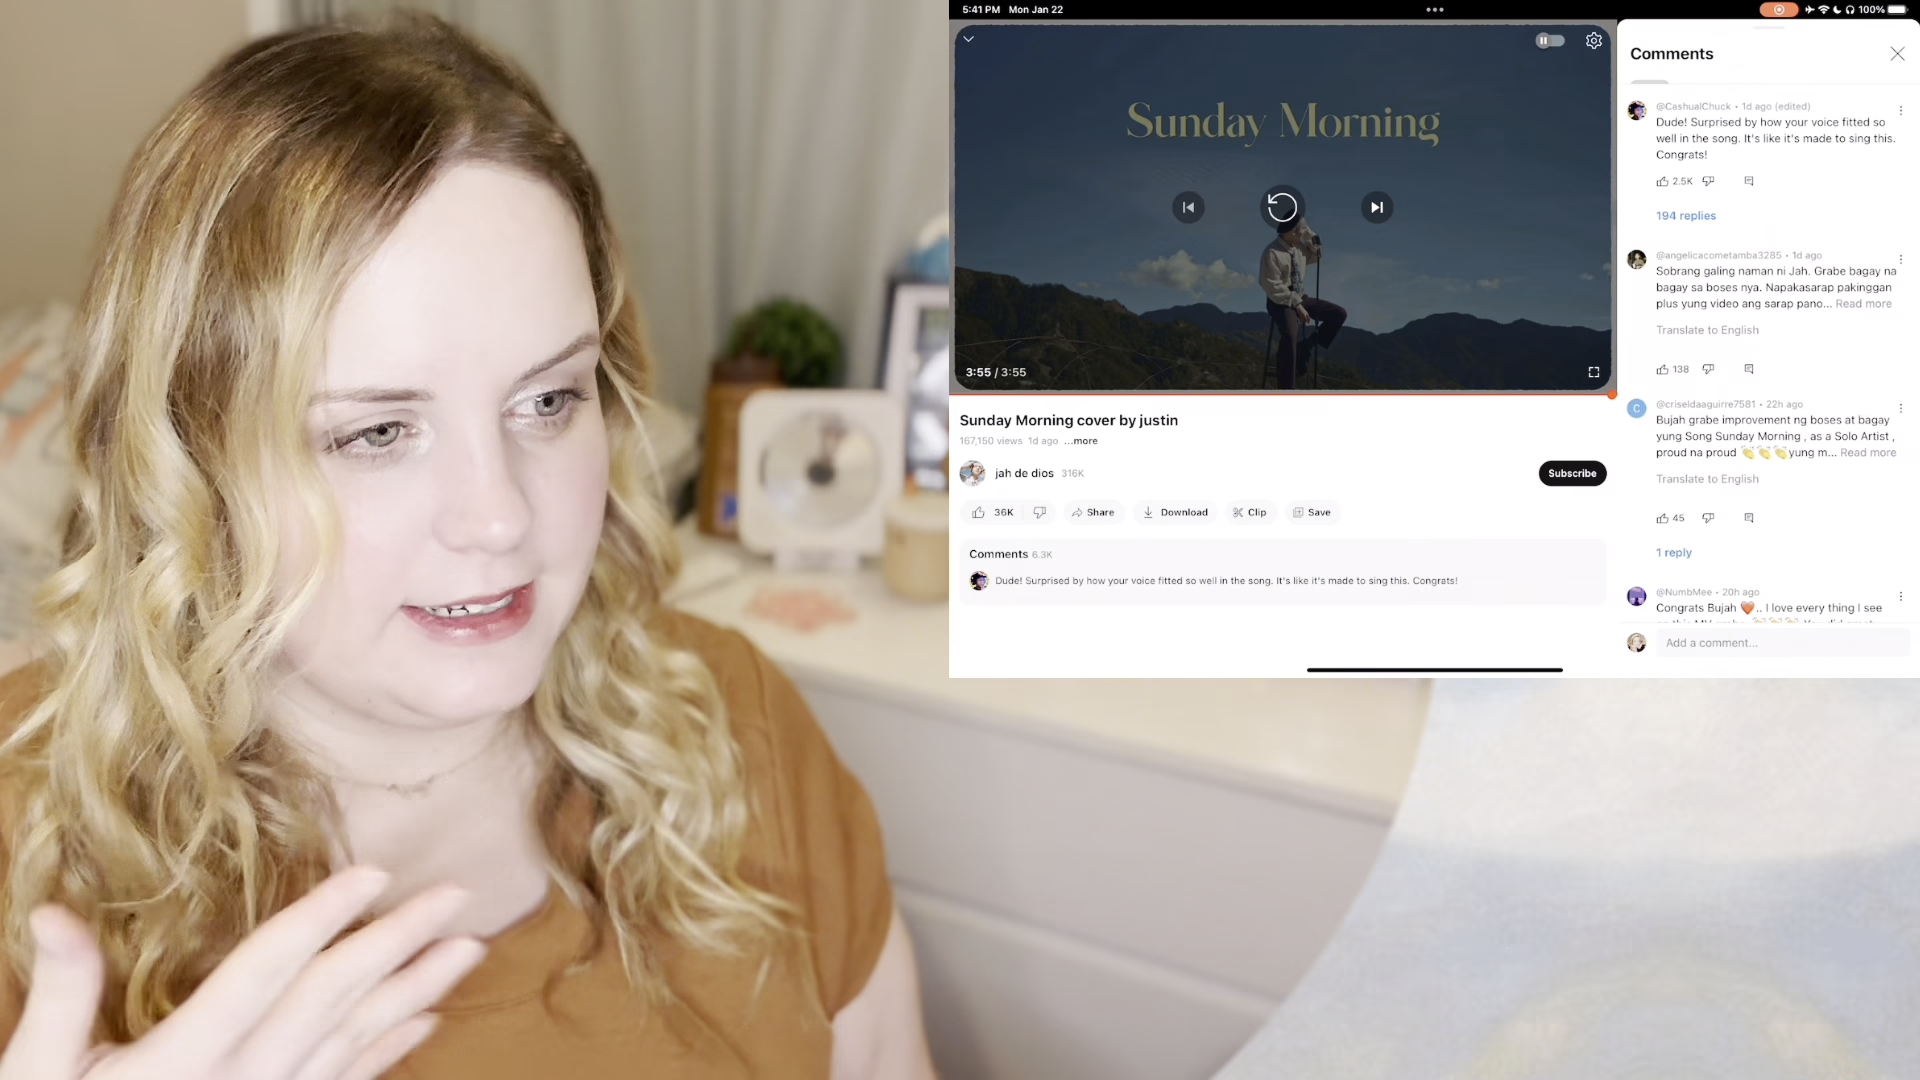 5:41 PM Mon Jan 22
100%
Sunday Morning
3:55 / 3:55
Sunday Morning cover by justin
167,150 views 1d ago ...more
jah de dios 316K
Subscribe
36K
Share
Download
Clip
Save
Comments 6.3K
Dude! Surprised by how your voice fitted so well in the song. It's like it's made to sing this. Congrats!
Comments
@CashualChuck • 1d ago (edited)
Dude! Surprised by how your voice fitted so
well in the song. It's like it's made to sing this.
Congrats!
2.5K
194 replies
@angelicacometamba3285 • 1d ago
Sobrang galing naman ni Jah. Grabe bagay na
bagay sa boses nya. Napakasarap pakinggan
plus yung video ang sarap pano... Read more
Translate to English
138
@criseldaaguirre7581 • 22h ago
C
Bujah grabe improvement ng boses at bagay
yung Song Sunday Morning , as a Solo Artist ,
proud na proud 👏👏👏yung m... Read more
Translate to English
45
1 reply
@NumbMee • 20h ago
Congrats Bujah ❤️.. I love every thing I see
Add a comment...